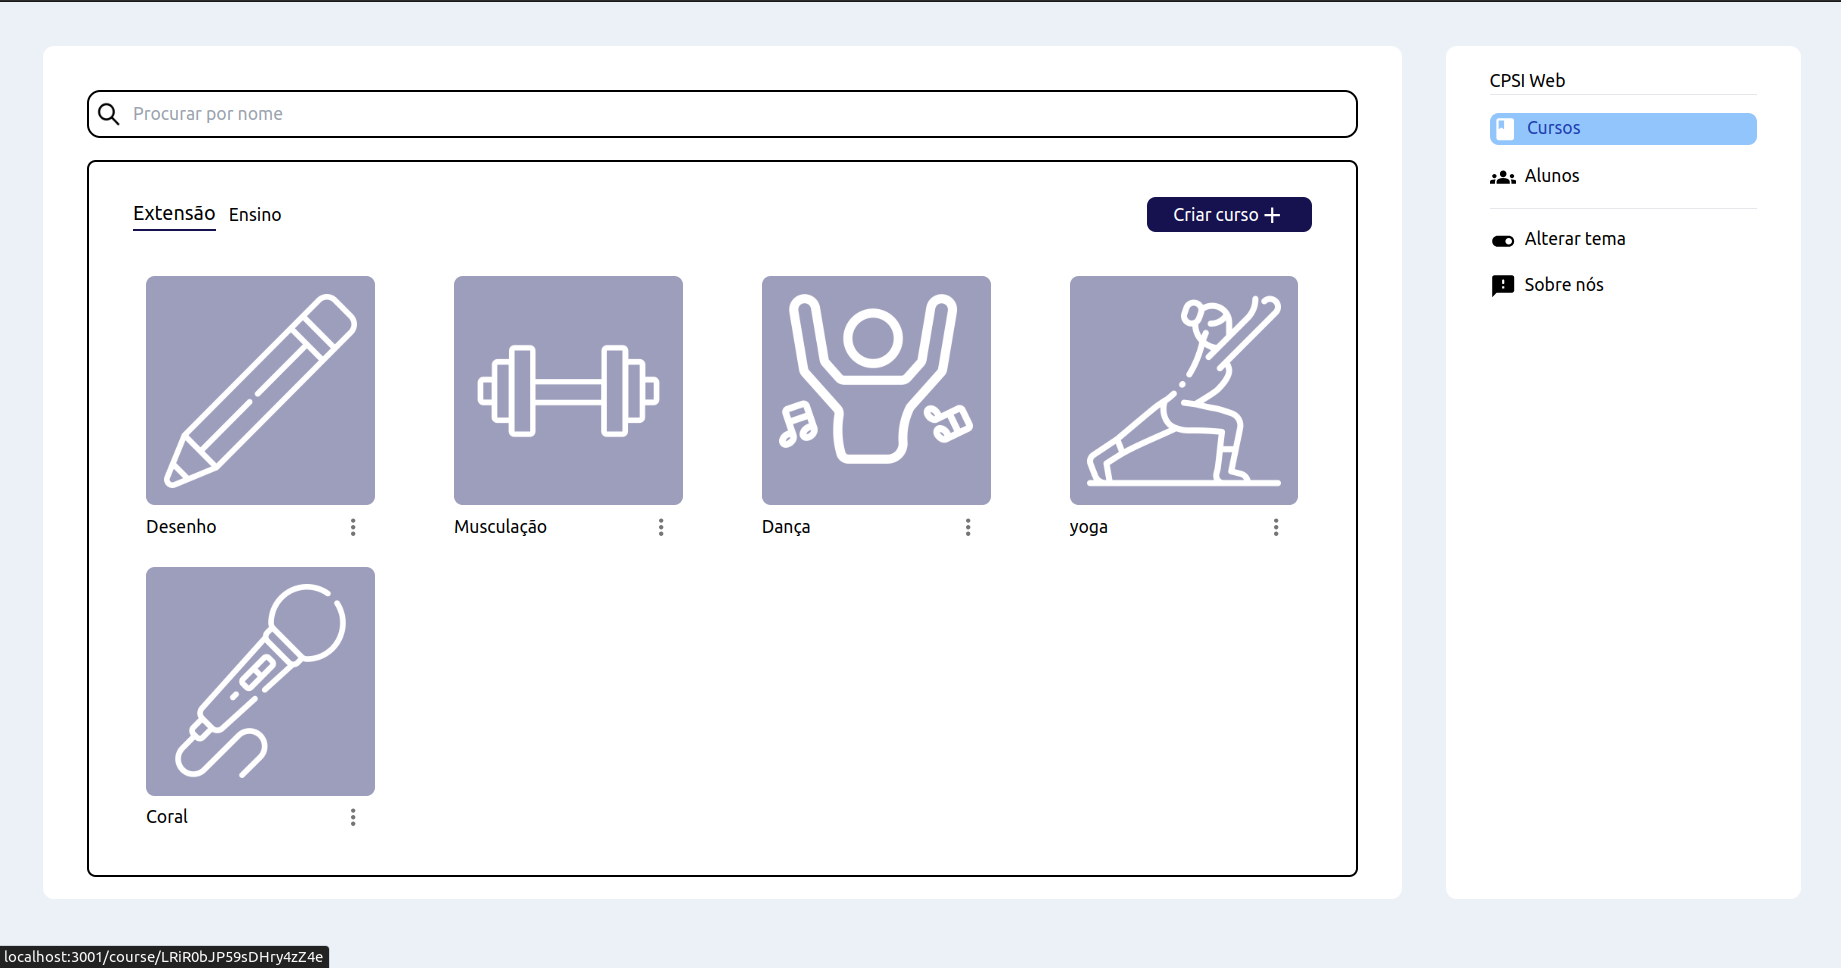 Procurar por nome
Extensão Ensino
Criar curso
Desenho
Musculação
Dança
yoga
Coral
CPSI Web
Cursos
Alunos
Alterar tema
Sobre nós
localhost:3001/course/LRiR0bJP59sDHry4zZ4e